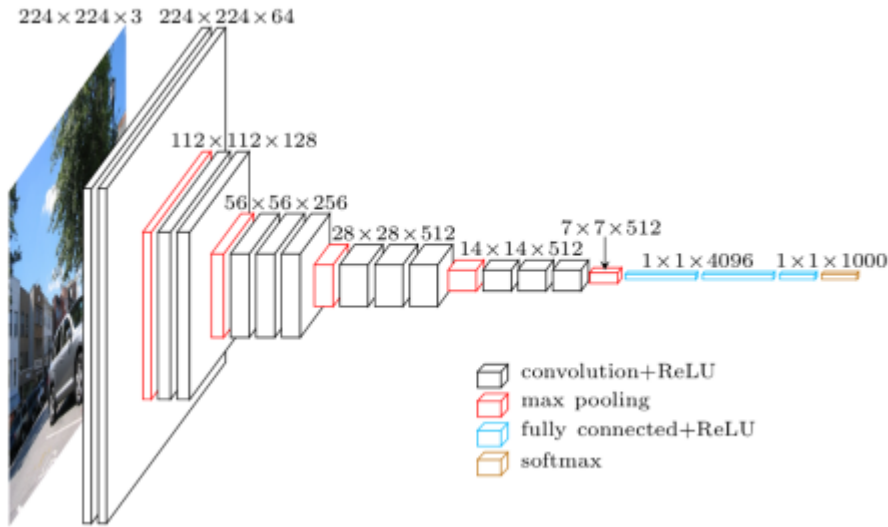 224×224×3
224×224×64
112×112×128
56×56×256
28×28×512
14×14×512
7×7×512
1×1×4096
1×1×1000
convolution+ReLU
max pooling
fully connected+ReLU
softmax